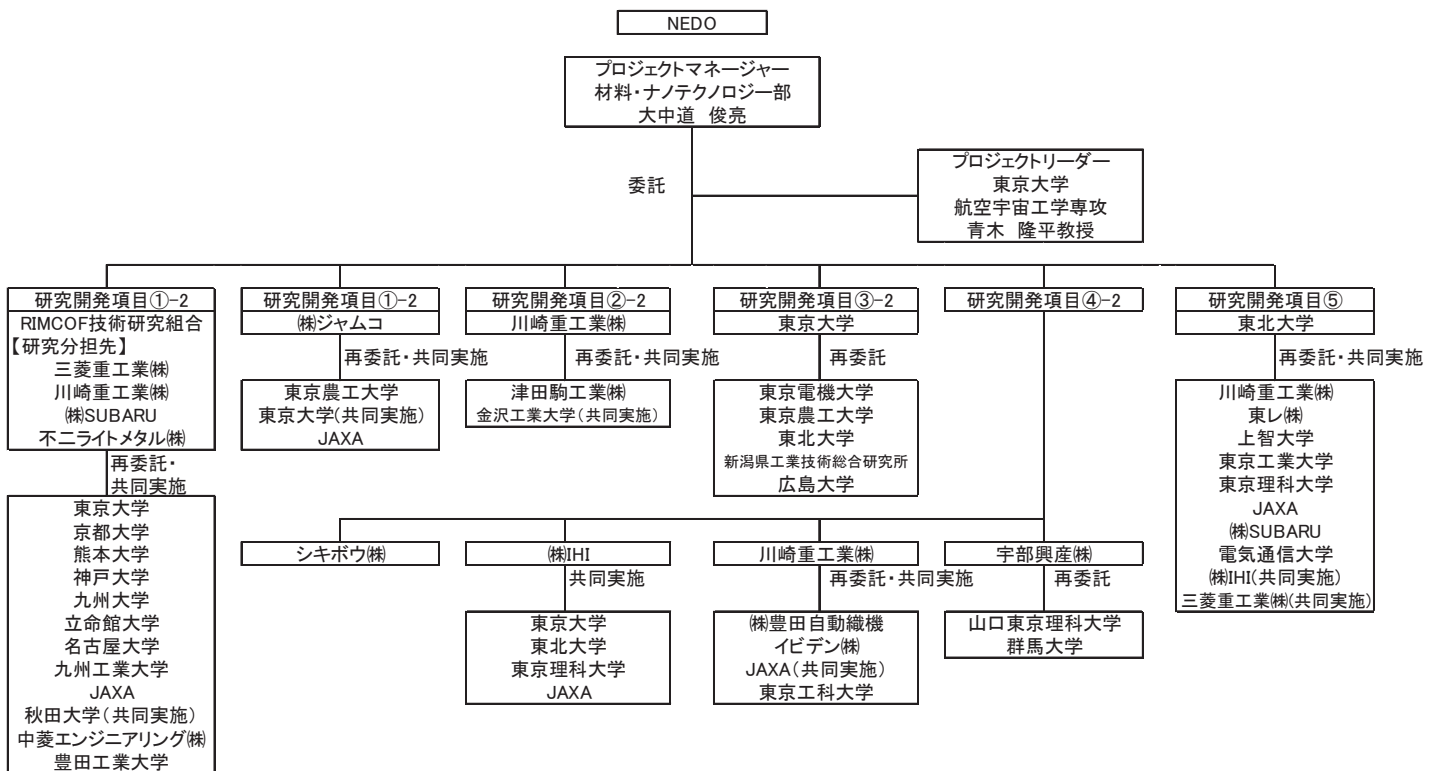 NEDO
プロジェクトマネージャー
材料・ナノテクノロジー部
大中道 俊亮
委託
プロジェクトリーダー
東京大学
航空宇宙工学専攻
青木 隆平教授
研究開発項目①-2
RIMCOF技術研究組合
【研究分担先】
三菱重工業㈱
川崎重工業㈱
㈱SUBARU
不二ライトメタル㈱
再委託・
共同実施
東京大学
京都大学
熊本大学
神戸大学
九州大学
立命館大学
名古屋大学
九州工業大学
JAXA
秋田大学(共同実施)
中菱エンジニアリング㈱
豊田工業大学
研究開発項目①-2
㈱ジャムコ
再委託・共同実施
東京農工大学
東京大学(共同実施)
JAXA
研究開発項目②-2
川崎重工業㈱
再委託・共同実施
津田駒工業㈱
金沢工業大学(共同実施)
研究開発項目③-2
東京大学
再委託
東京電機大学
東京農工大学
東北大学
新潟県工業技術総合研究所
広島大学
研究開発項目④-2
シキボウ㈱
㈱IHI
共同実施
東京大学
東北大学
東京理科大学
JAXA
川崎重工業㈱
再委託・共同実施
㈱豊田自動織機
イビデン㈱
JAXA(共同実施)
東京工科大学
宇部興産㈱
再委託
山口東京理科大学
群馬大学
研究開発項目⑤
東北大学
再委託・共同実施
川崎重工業㈱
東レ㈱
上智大学
東京工業大学
東京理科大学
JAXA
㈱SUBARU
電気通信大学
㈱IHI(共同実施)
三菱重工業㈱(共同実施)